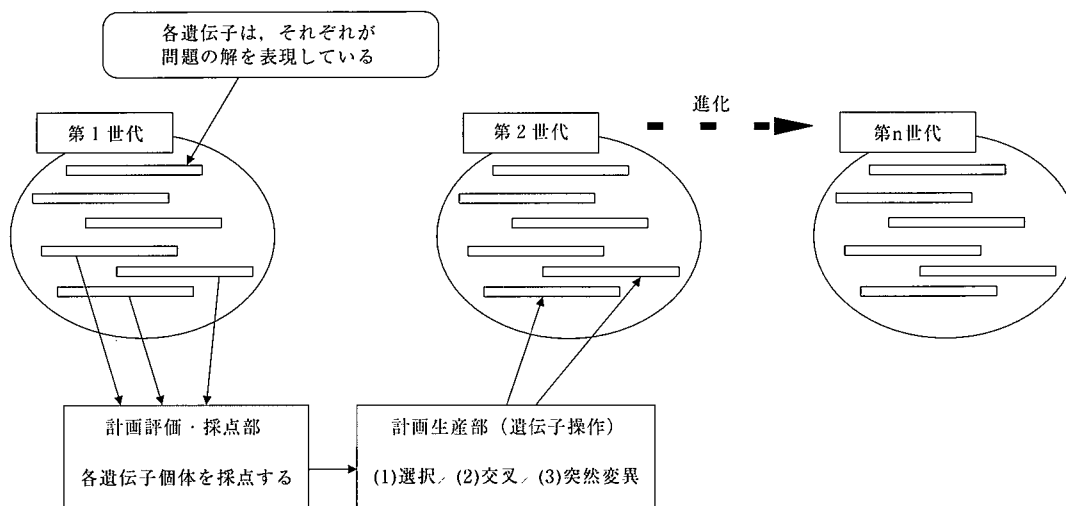 各遺伝子は，それぞれが
問題の解を表現している
進化
第１世代
第２世代
第n世代
計画評価・採点部
各遺伝子個体を採点する
計画生産部（遺伝子操作）
(1)選択／(2)交叉／(3)突然変異